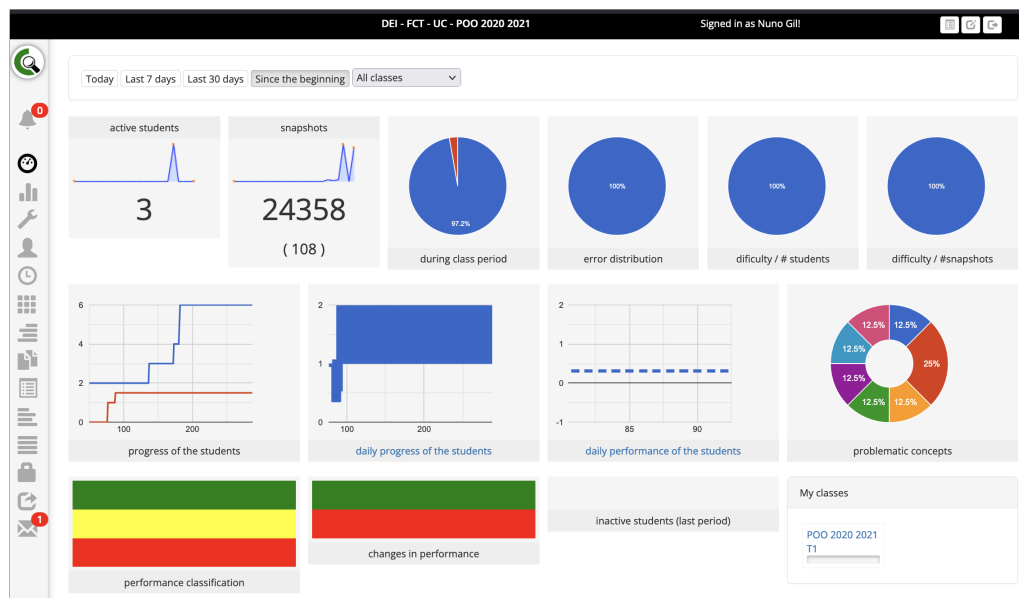 DEI - FCT - UC - POO 2020 2021
Signed in as Nuno Gil!
Today
Last 7 days
Last 30 days
Since the beginning
All classes
0
active students
3
snapshots
24358
( 108 )
97.2%
during class period
100%
error distribution
100%
dificulty / # students
100%
difficulty / #snapshots
6
4
2
0
100
200
progress of the students
2
1
0
100
200
daily progress of the students
2
1
0
-1
85
90
daily performance of the students
12.5%
12.5%
12.5%
25%
12.5%
12.5%
12.5%
problematic concepts
performance classification
changes in performance
inactive students (last period)
My classes
POO 2020 2021
T1
1